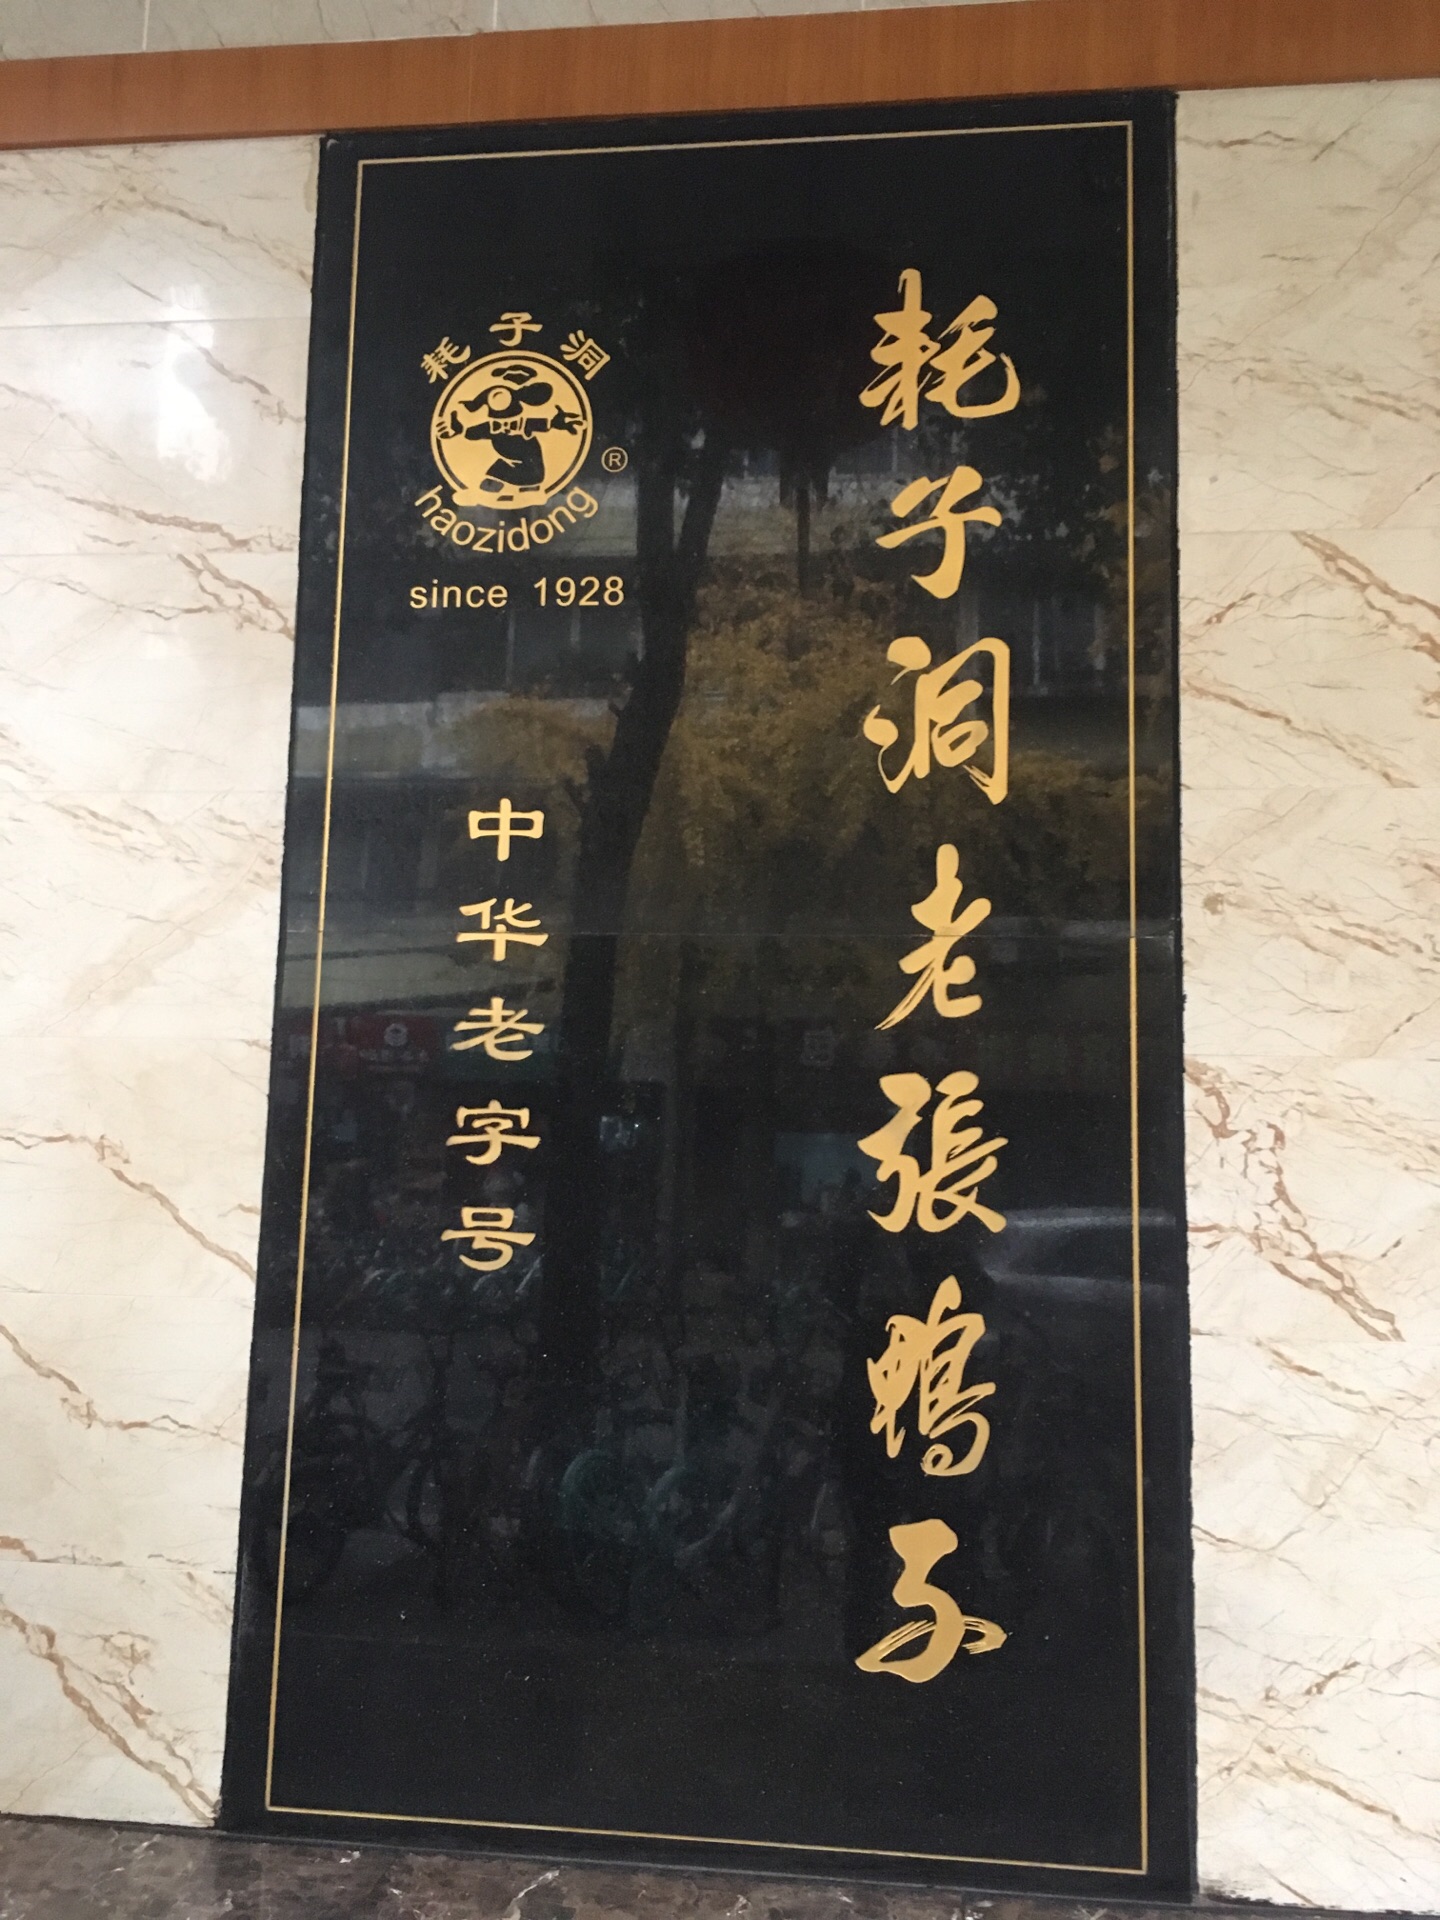 耗子洞老張鴨子
耗子洞
®
haozidong
since 1928
中华老字号